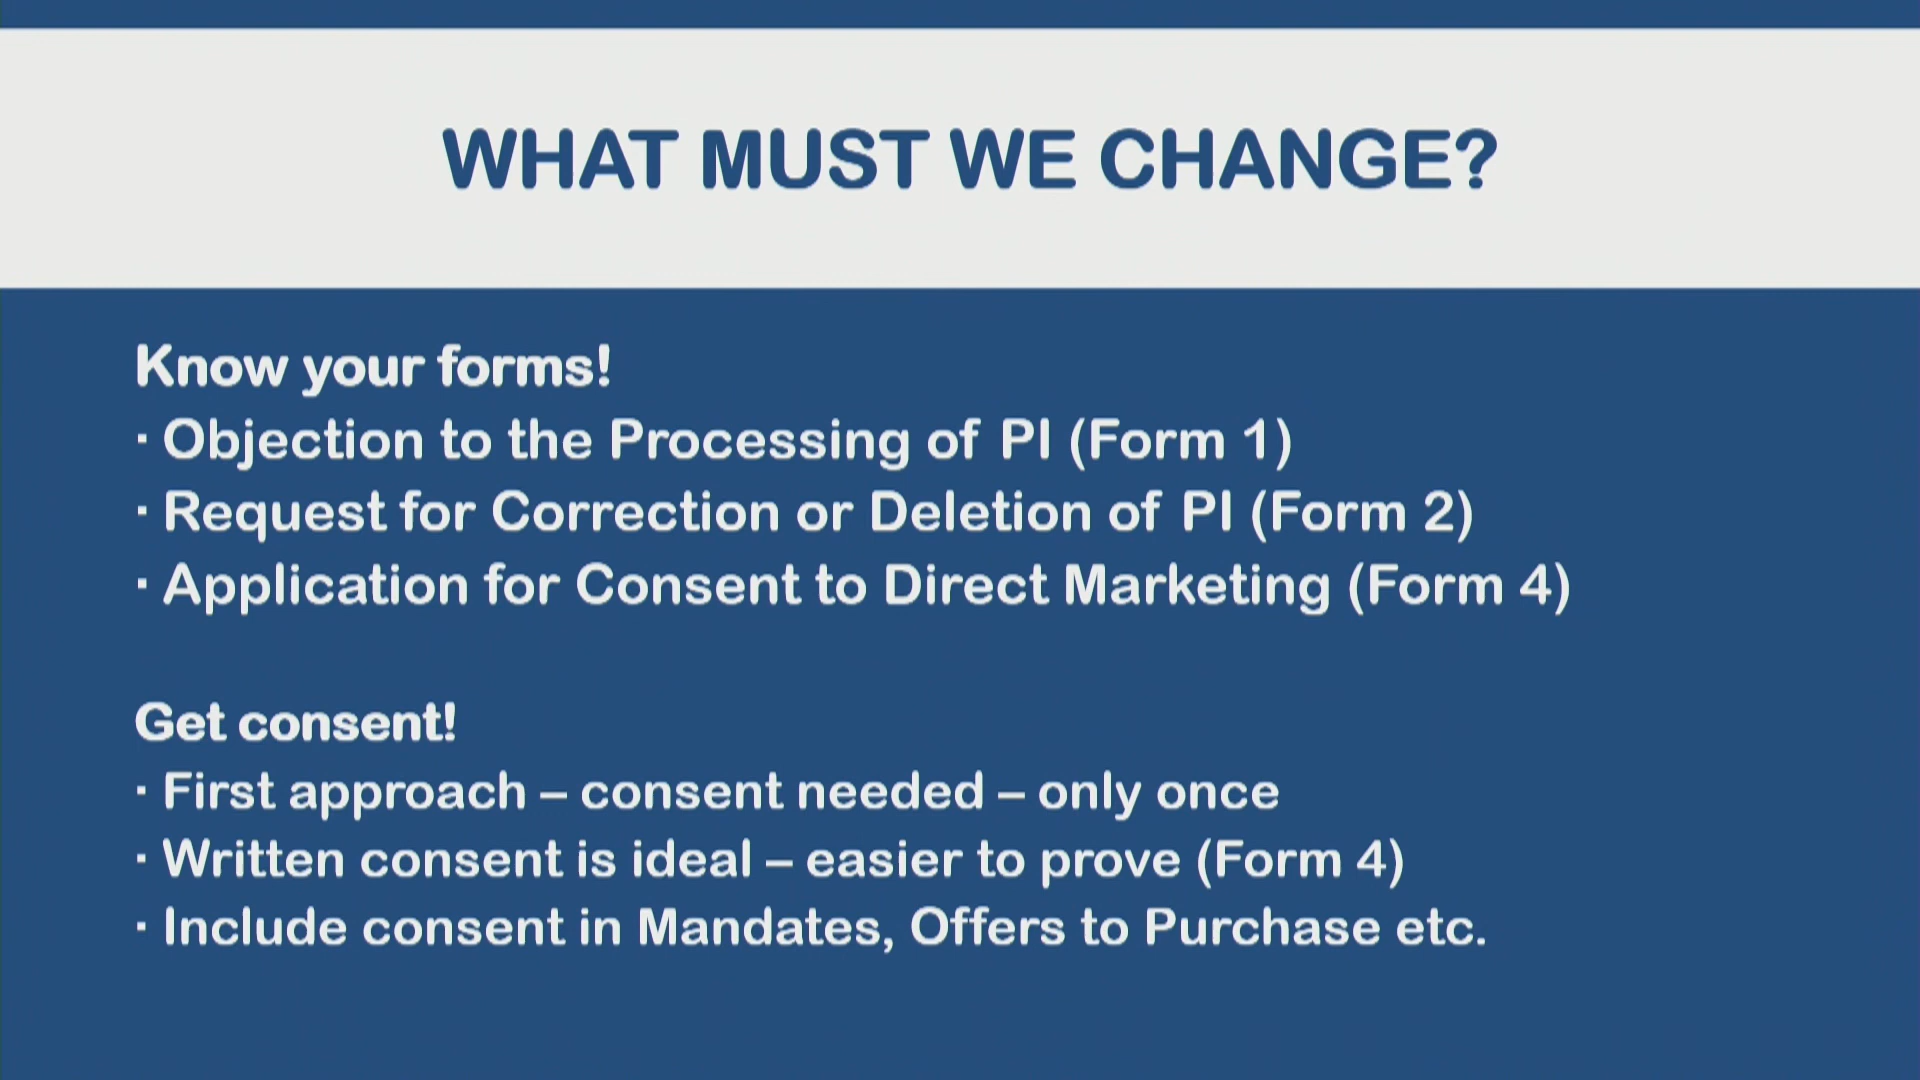 WHAT MUST WE CHANGE?
Know your forms!
· Objection to the Processing of PI (Form 1)
· Request for Correction or Deletion of PI (Form 2)
· Application for Consent to Direct Marketing (Form 4)
Get consent!
· First approach – consent needed – only once
· Written consent is ideal – easier to prove (Form 4)
· Include consent in Mandates, Offers to Purchase etc.